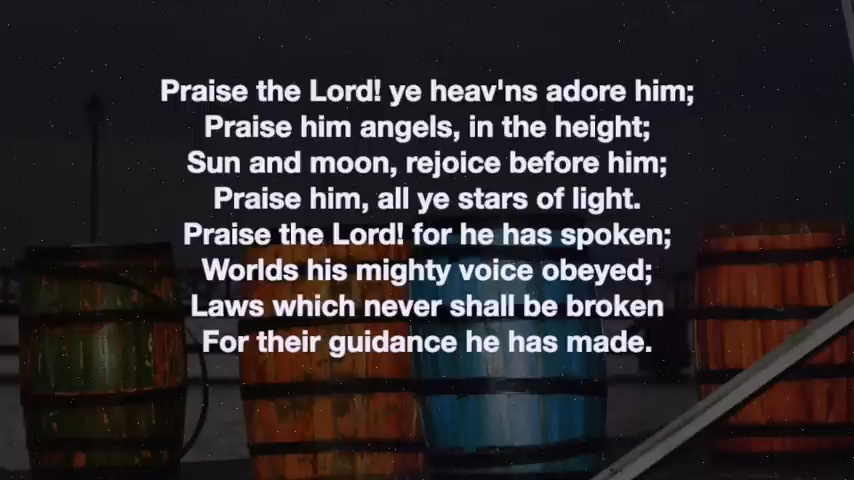 Praise the Lord! ye heav'ns adore him;
Praise him angels, in the height;
Sun and moon, rejoice before him;
Praise him, all ye stars of light.
Praise the Lord! for he has spoken;
Worlds his mighty voice obeyed;
Laws which never shall be broken
For their guidance he has made.